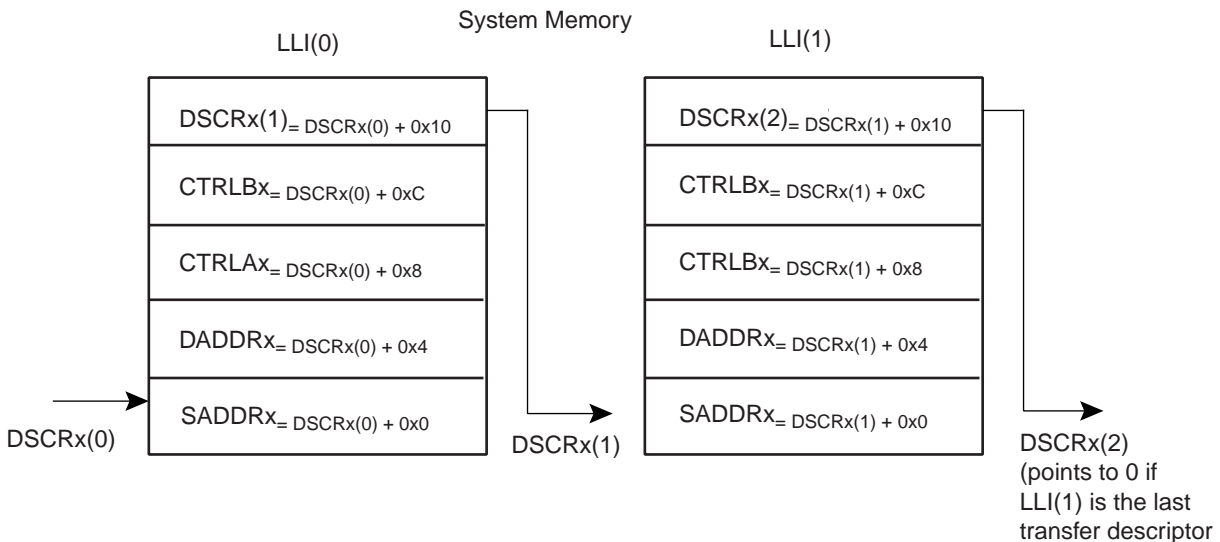 System Memory
LLI(0)
LLI(1)
DSCRx(1)= DSCRx(0) + 0x10
DSCRx(2)= DSCRx(1) + 0x10
CTRLBx= DSCRx(0) + 0xC
CTRLBx= DSCRx(1) + 0xC
CTRLAx= DSCRx(0) + 0x8
CTRLBx= DSCRx(1) + 0x8
DADDRx= DSCRx(0) + 0x4
DADDRx= DSCRx(1) + 0x4
SADDRx= DSCRx(0) + 0x0
SADDRx= DSCRx(1) + 0x0
DSCRx(0)
DSCRx(1)
DSCRx(2)
(points to 0 if
LLI(1) is the last
transfer descriptor